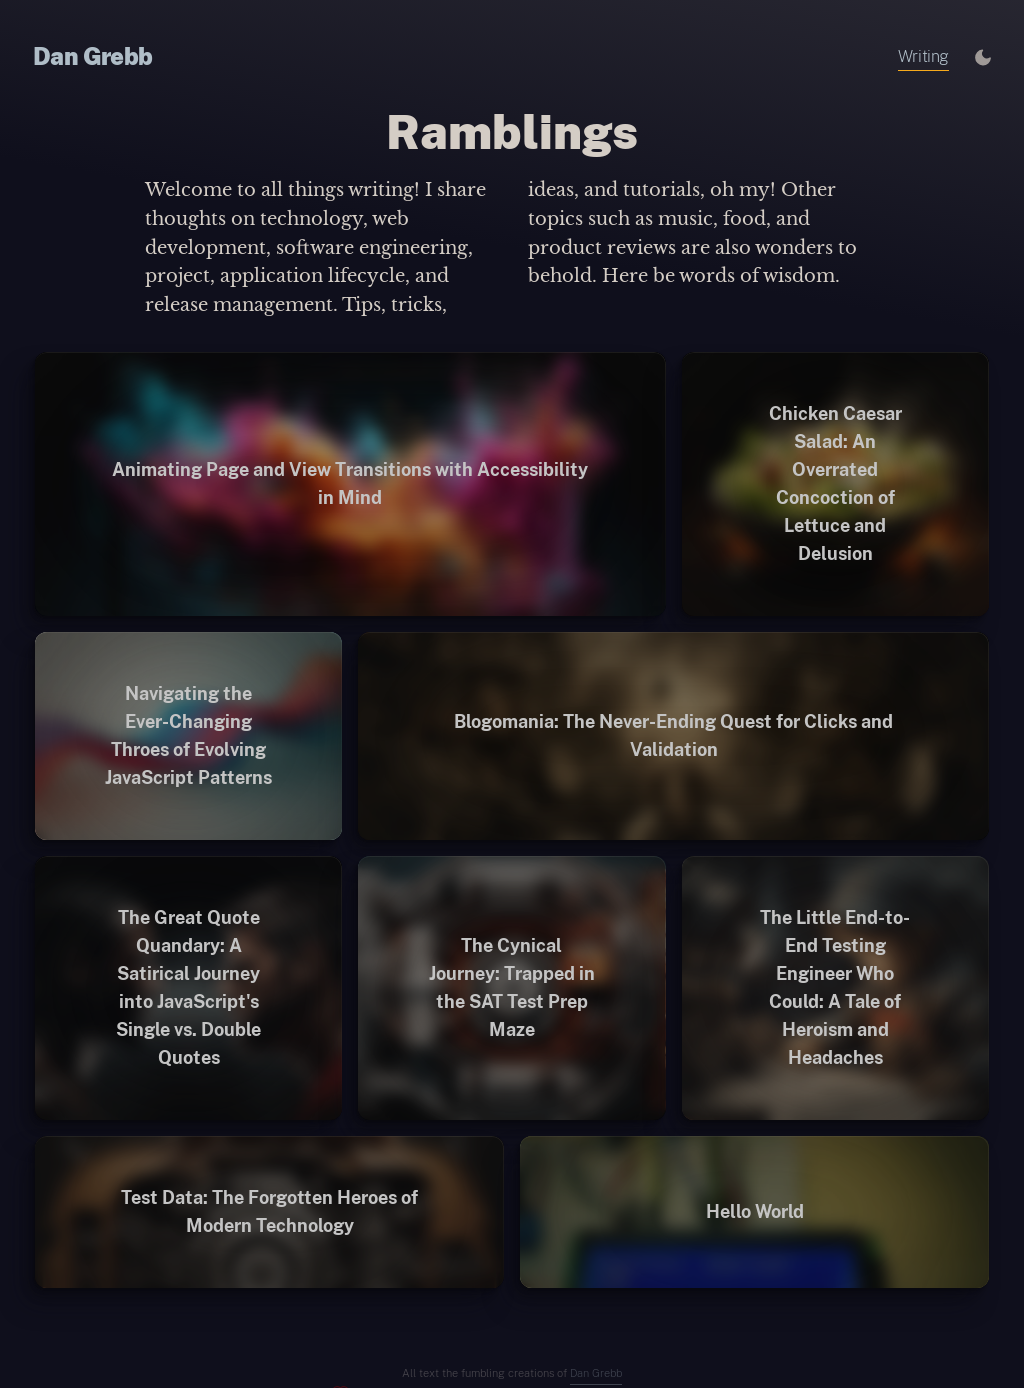 Dan Grebb
Writing
Ramblings
Welcome to all things writing! I share
thoughts on technology, web
development, software engineering,
project, application lifecycle, and
release management. Tips, tricks,
ideas, and tutorials, oh my! Other
topics such as music, food, and
product reviews are also wonders to
behold. Here be words of wisdom.
Animating Page and View Transitions with Accessibility
in Mind
Chicken Caesar
Salad: An
Overrated
Concoction of
Lettuce and
Delusion
Navigating the
Ever-Changing
Throes of Evolving
JavaScript Patterns
Blogomania: The Never-Ending Quest for Clicks and
Validation
The Great Quote
Quandary: A
Satirical Journey
into JavaScript's
Single vs. Double
Quotes
The Cynical
Journey: Trapped in
the SAT Test Prep
Maze
The Little End-to-
End Testing
Engineer Who
Could: A Tale of
Heroism and
Headaches
Test Data: The Forgotten Heroes of
Modern Technology
Hello World
All text the fumbling creations of Dan Grebb